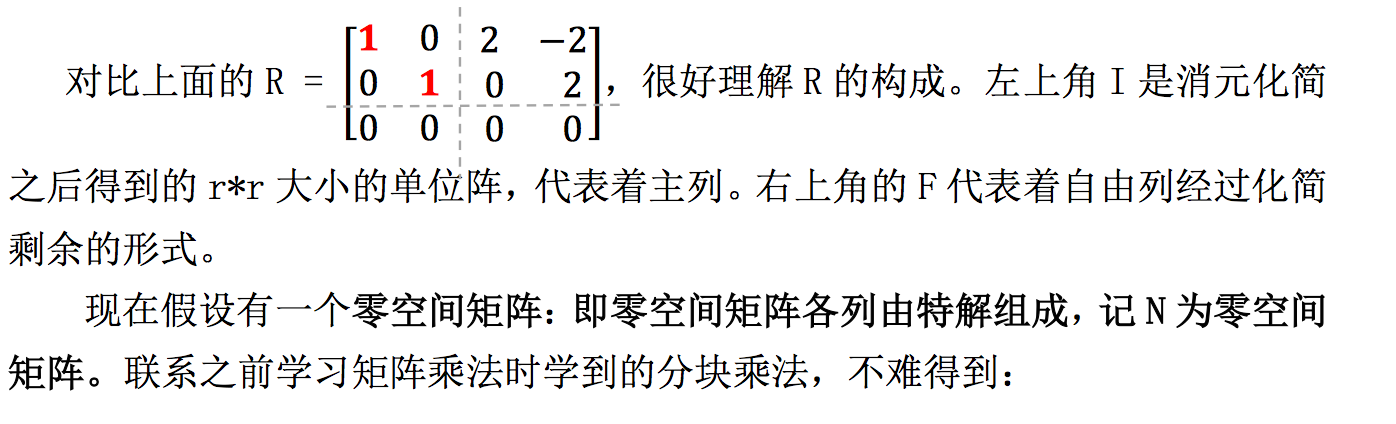 对比上面的 R = [1 0 2 −2
0 1 0 2
0 0 0 0],很好理解 R 的构成。左上角 I 是消元化简
之后得到的 r*r 大小的单位阵,代表着主列。右上角的 F 代表着自由列经过化简
剩余的形式。
现在假设有一个零空间矩阵:即零空间矩阵各列由特解组成,记 N 为零空间
矩阵。联系之前学习矩阵乘法时学到的分块乘法,不难得到: